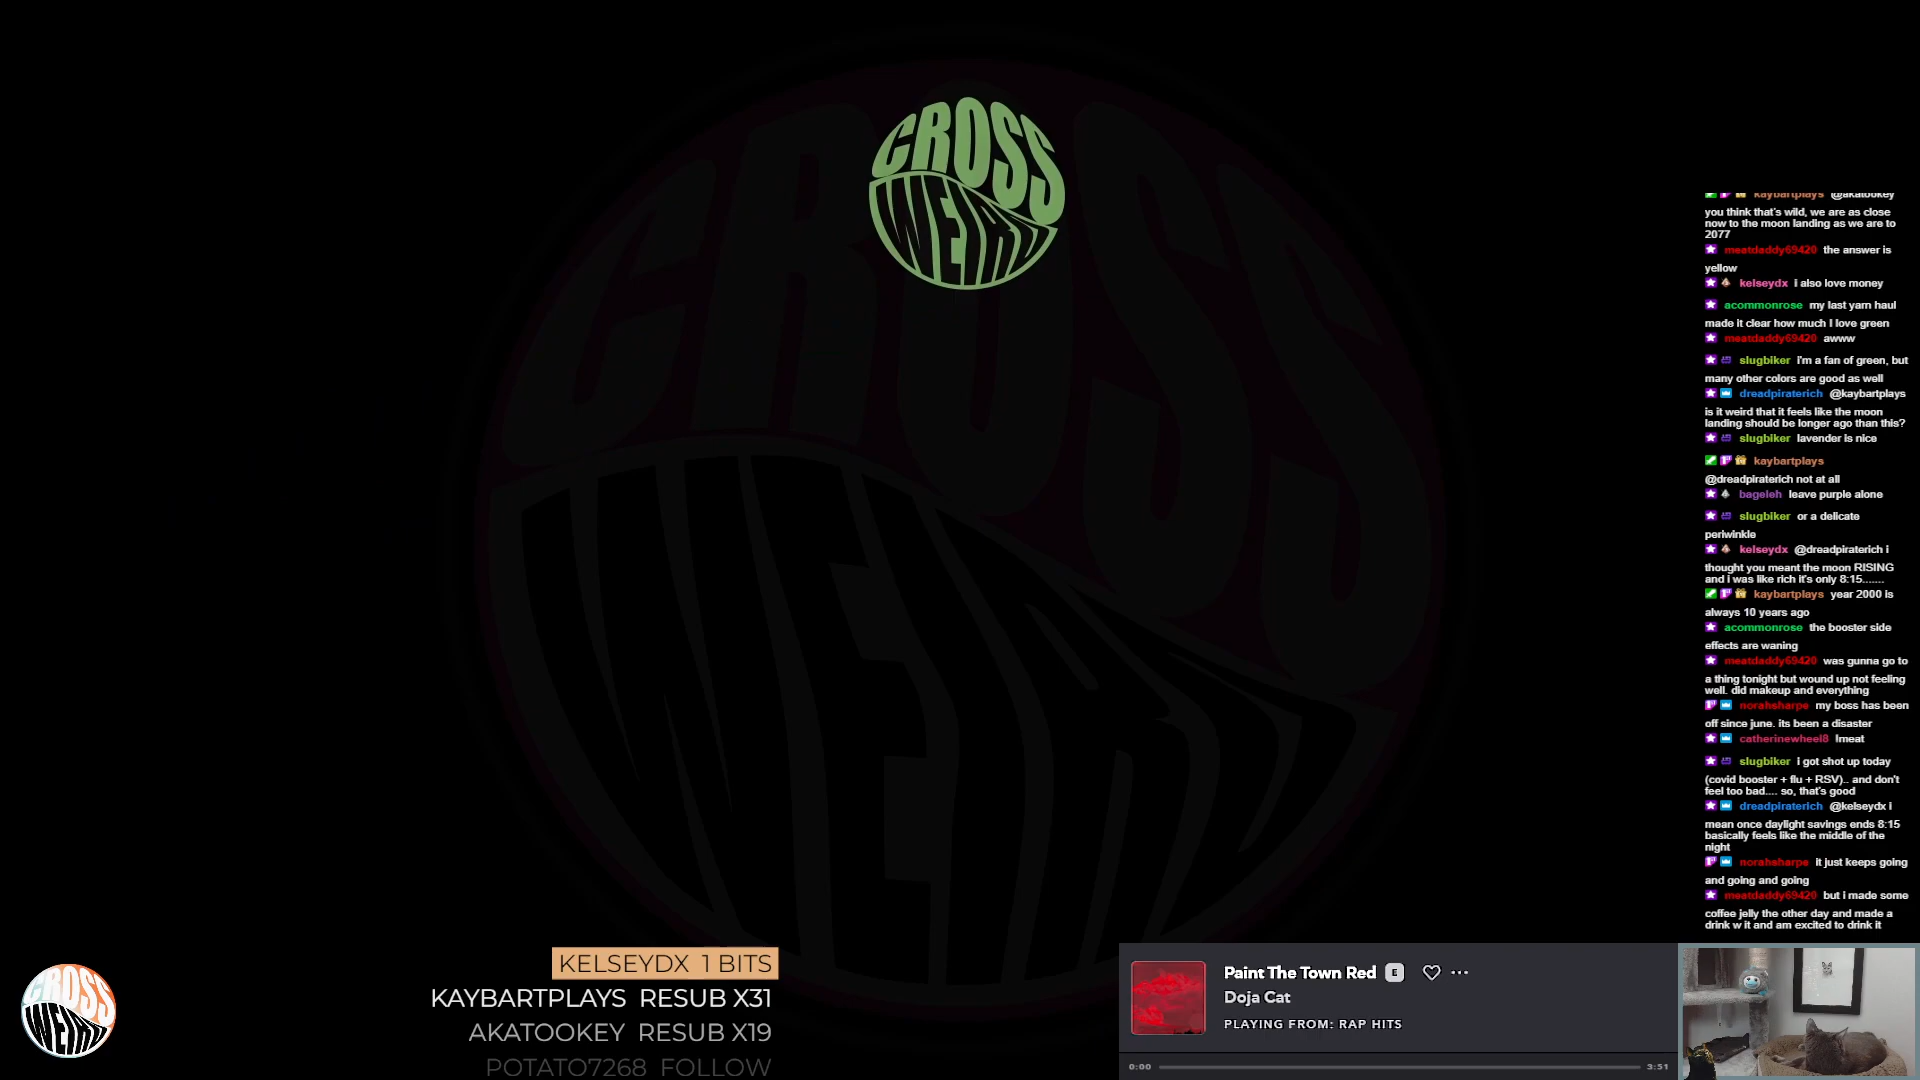 CROSS
WEIRD
CROSS
WEIRD
kaybartplays @akatookey
you think that's wild, we are as close
now to the moon landing as we are to
2077
meatdaddy69420 the answer is
yellow
kelseydx i also love money
acommonrose my last yarn haul
made it clear how much I love green
meatdaddy69420 awww
slugbiker i'm a fan of green, but
many other colors are good as well
dreadpiraterich @kaybartplays
is it weird that it feels like the moon
landing should be longer ago than this?
slugbiker lavender is nice
kaybartplays
@dreadpiraterich not at all
bageleh leave purple alone
slugbiker or a delicate
periwinkle
kelseydx @dreadpiraterich i
thought you meant the moon RISING
and i was like rich it's only 8:15.......
kaybartplays year 2000 is
always 10 years ago
acommonrose the booster side
effects are waning
meatdaddy69420 was gunna go to
a thing tonight but wound up not feeling
well. did makeup and everything
norahsharpe my boss has been
off since june. its been a disaster
catherinewheel8 !meat
slugbiker i got shot up today
(covid booster + flu + RSV).. and don't
feel too bad.... so, that's good
dreadpiraterich @kelseydx i
mean once daylight savings ends 8:15
basically feels like the middle of the
night
norahsharpe it just keeps going
and going and going
meatdaddy69420 but i made some
coffee jelly the other day and made a
drink w it and am excited to drink it
CROSS
WEIRD
KELSEYDX 1 BITS
KAYBARTPLAYS RESUB X31
AKATOOKEY RESUB X19
POTATO7268 FOLLOW
Paint The Town Red E
Doja Cat
PLAYING FROM: RAP HITS
0:00 3:51